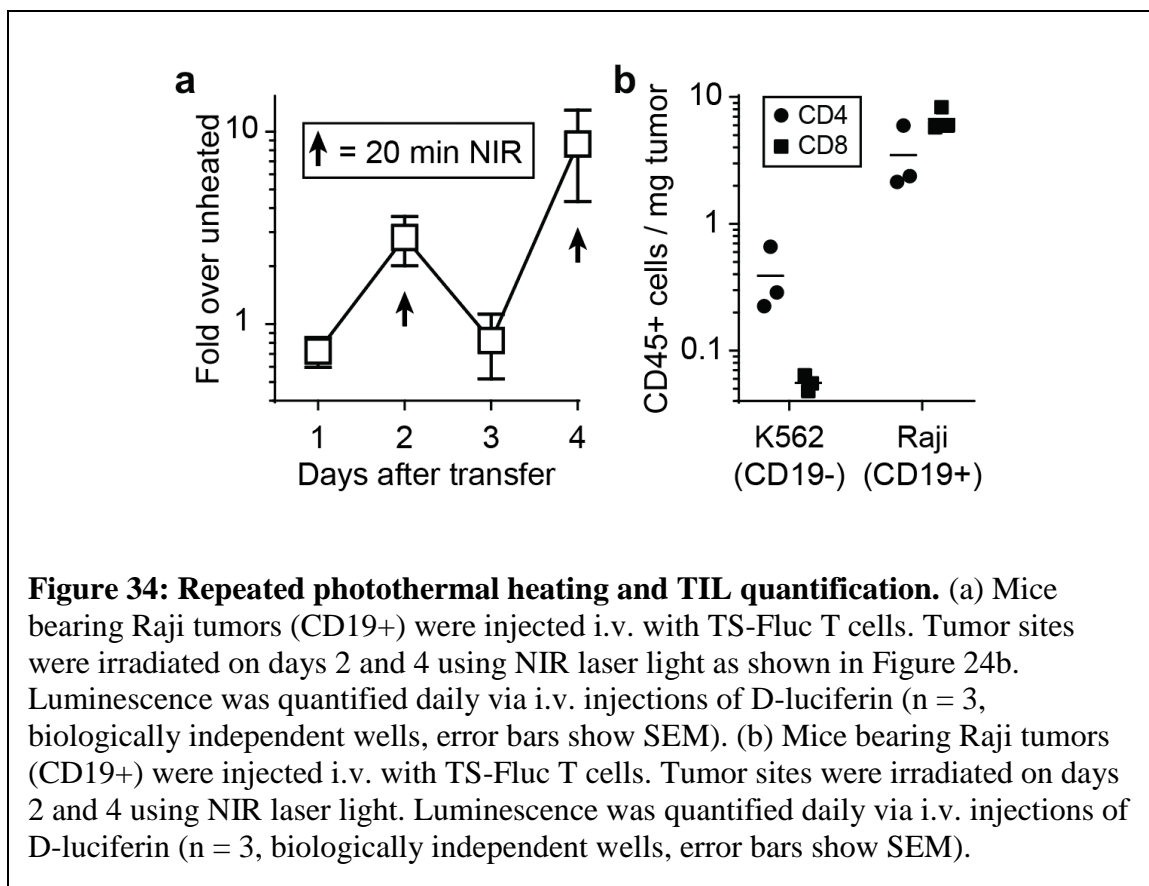 a
b
Fold over unheated
10
1
= 20 min NIR
1 2 3 4
Days after transfer
CD45+ cells / mg tumor
10
1
0.1
CD4
CD8
K562 Raji
(CD19-) (CD19+)
Figure 34: Repeated photothermal heating and TIL quantification. (a) Mice
bearing Raji tumors (CD19+) were injected i.v. with TS-Fluc T cells. Tumor sites
were irradiated on days 2 and 4 using NIR laser light as shown in Figure 24b.
Luminescence was quantified daily via i.v. injections of D-luciferin (n = 3,
biologically independent wells, error bars show SEM). (b) Mice bearing Raji tumors
(CD19+) were injected i.v. with TS-Fluc T cells. Tumor sites were irradiated on days
2 and 4 using NIR laser light. Luminescence was quantified daily via i.v. injections of
D-luciferin (n = 3, biologically independent wells, error bars show SEM).